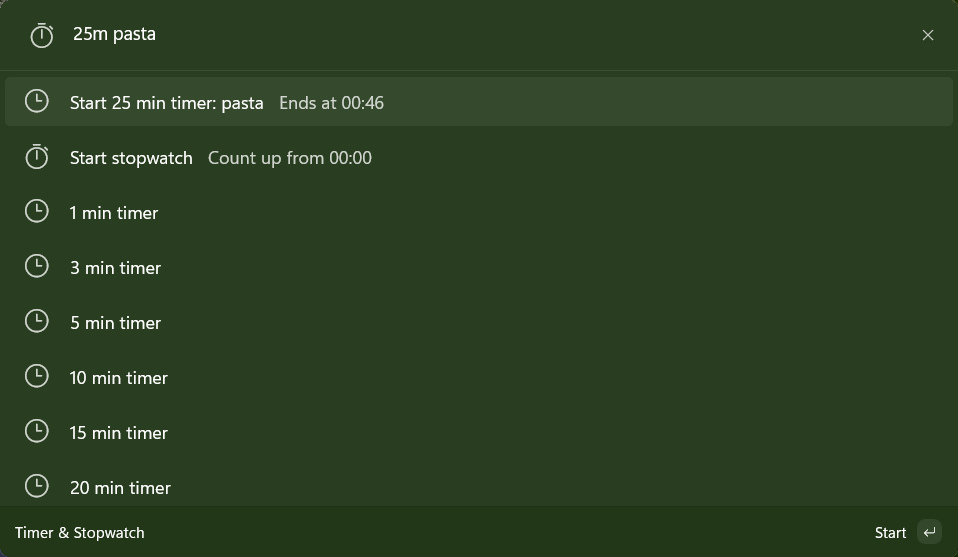 25m pasta
Start 25 min timer: pasta Ends at 00:46
Start stopwatch Count up from 00:00
1 min timer
3 min timer
5 min timer
10 min timer
15 min timer
20 min timer
Timer & Stopwatch Start